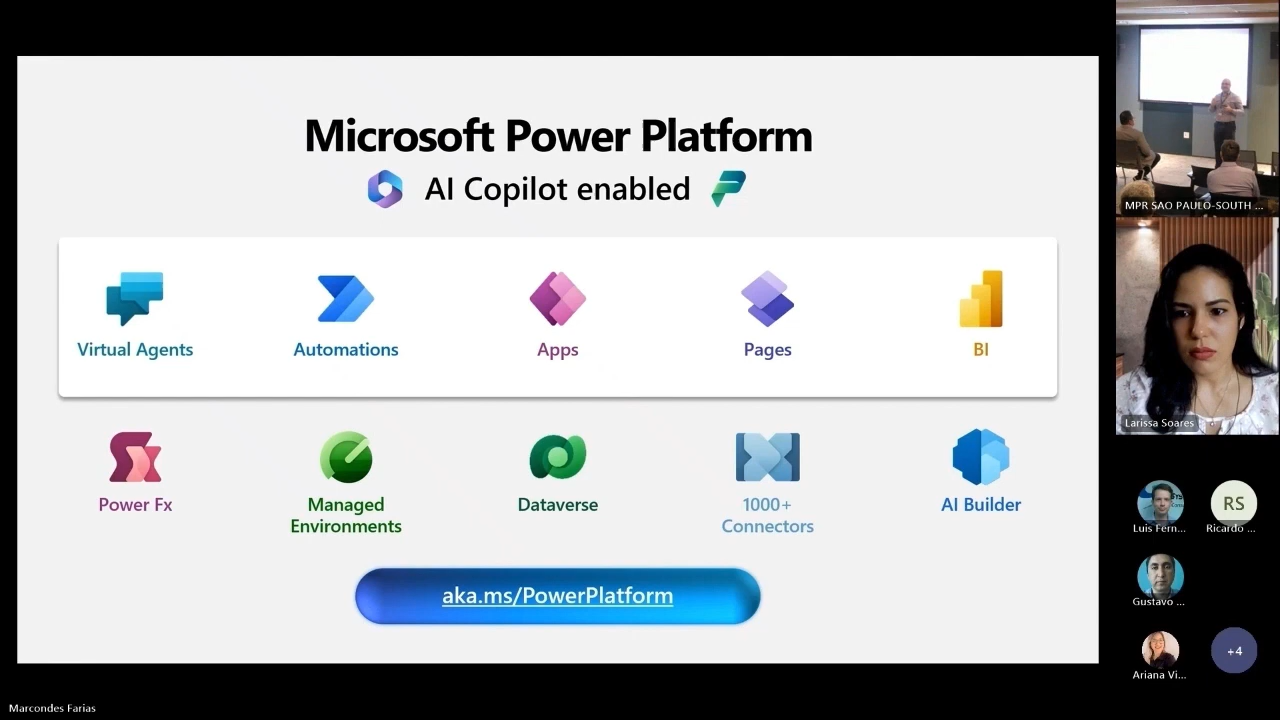 Microsoft Power Platform
AI Copilot enabled
Virtual Agents
Automations
Apps
Pages
BI
Power Fx
Managed
Environments
Dataverse
1000+
Connectors
AI Builder
aka.ms/PowerPlatform
MPR SAO PAULO-SOUTH ...
Larissa Soares
Luis Fern...
RS
Ricardo ...
Gustavo ...
Ariana Vi...
+4
Marcondes Farias